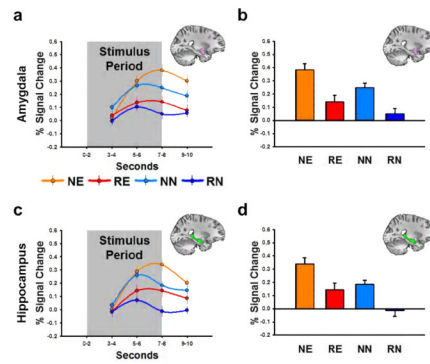 a
b
Amygdala
% Signal Change
0.6
0.5
0.4
0.3
0.2
0.1
0.0
-0.1
-0.2
Stimulus
Period
0-2 3-4 5-6 7-8 9-10
Seconds
% Signal Change
0.6
0.5
0.4
0.3
0.2
0.1
0.0
-0.1
-0.2
NE RE NN RN
NE RE NN RN
c
d
Hippocampus
% Signal Change
0.6
0.5
0.4
0.3
0.2
0.1
0.0
-0.1
-0.2
Stimulus
Period
0-2 3-4 5-6 7-8 9-10
Seconds
% Signal Change
0.6
0.5
0.4
0.3
0.2
0.1
0.0
-0.1
-0.2
NE RE NN RN